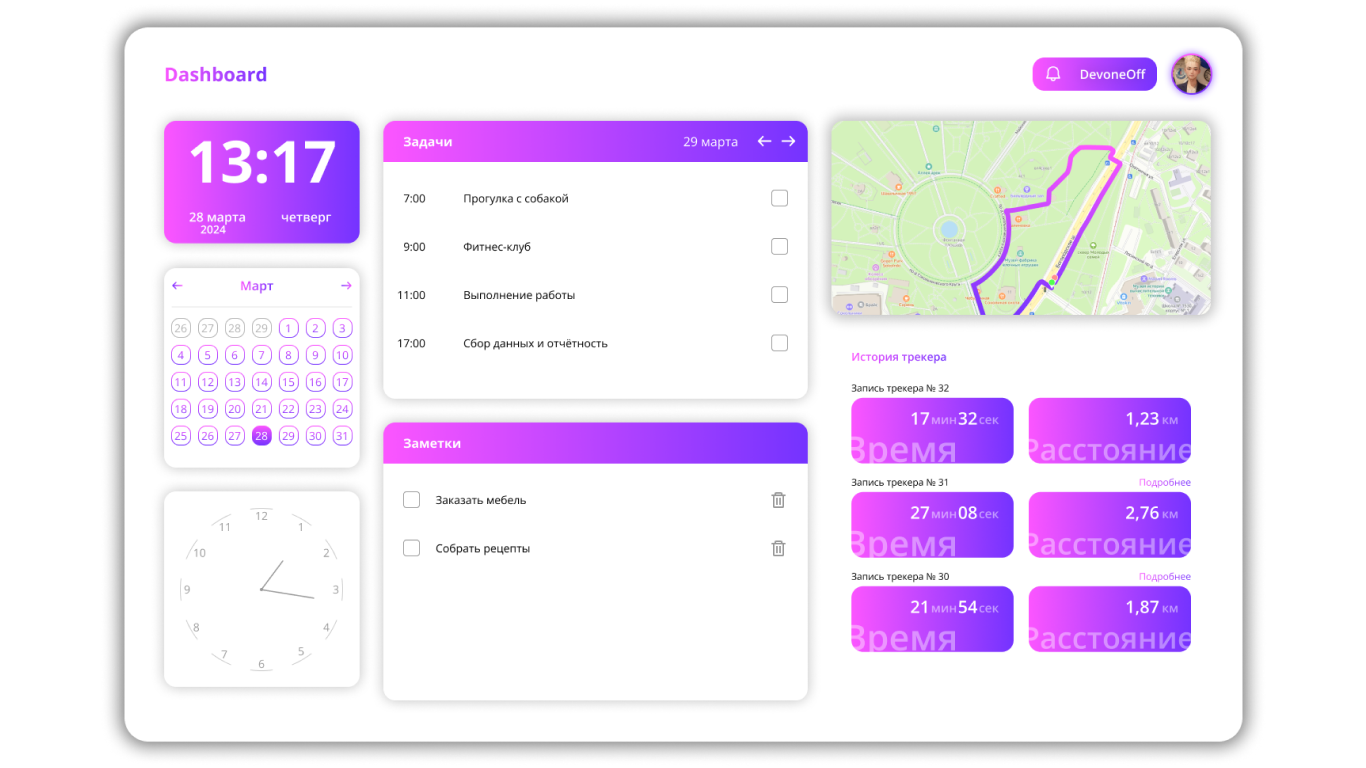 Dashboard
DevoneOff
13:17
28 марта
2024
четверг
Март
26 27 28 29 1 2 3
4 5 6 7 8 9 10
11 12 13 14 15 16 17
18 19 20 21 22 23 24
25 26 27 28 29 30 31
12
11 1
10 2
9 3
8 4
7 5
6
Задачи 29 марта
7:00 Прогулка с собакой
9:00 Фитнес-клуб
11:00 Выполнение работы
17:00 Сбор данных и отчётность
Заметки
Заказать мебель
Собрать рецепты
История трекера
Запись трекера № 32
17 мин 32 сек
Время
1,23 км
Расстояние
Запись трекера № 31 Подробнее
27 мин 08 сек
Время
2,76 км
Расстояние
Запись трекера № 30 Подробнее
21 мин 54 сек
Время
1,87 км
Расстояние